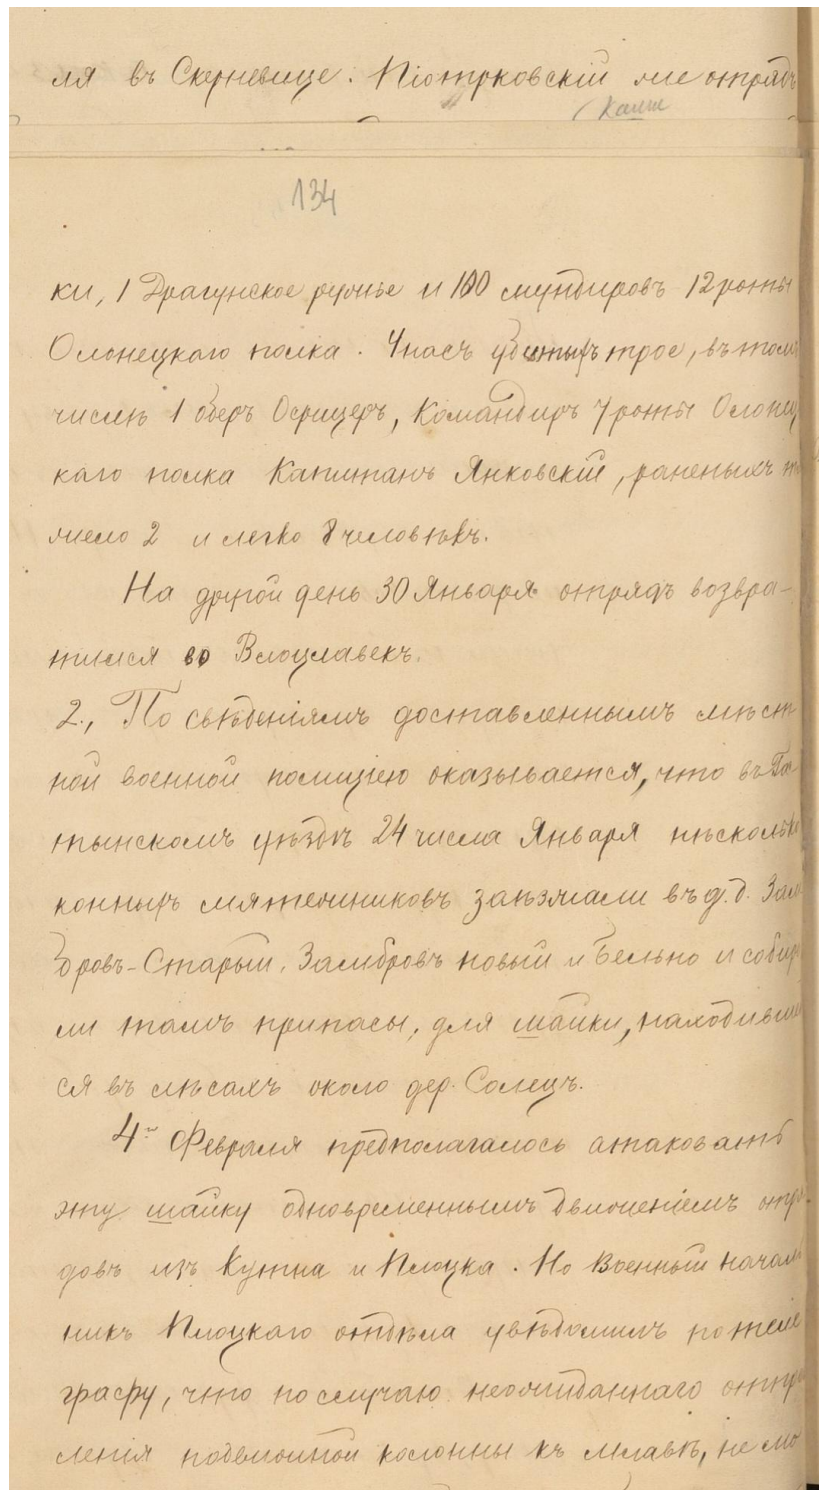 ля въ Скерневице. Піотрковскій же отрядъ
Калиш
134
ки, 1 Драгунское ружье и 100 мундировъ 12 роты
Олонецкаго полка. У насъ убитыхъ трое, въ томъ
числѣ 1 Оберъ Офицеръ, Командиръ 7 роты Олонец
каго полка Капитанъ Янковскій, раненыхъ тя
жело 2 и легко 8 человѣкъ.
На другой день 30 Января отрядъ возвра-
тился во Влоцлавекъ.
2., По свѣденіямъ доставленнымъ мѣст
ной военной полиціею оказывается, что въ Га
тынскомъ уѣздѣ 24 числа Января нѣсколько
конныхъ мятежниковъ заѣзжали въ д.д. Зам
бровъ-Старый, Замбровъ новый и Бельно и собира
ли тамъ припасы, для шайки, находивше
ся въ лѣсахъ около дер. Солецъ.
4го Февраля предполагалось атаковать
эту шайку одновременнымъ движеніемъ отря
довъ изъ Кутна и Плоцка. Но Военный началь
никъ Плоцкаго отдѣла увѣдомилъ по теле
графу, что по случаю неожиданнаго отпра
ленія подвижной колонны къ Млавѣ, не мо